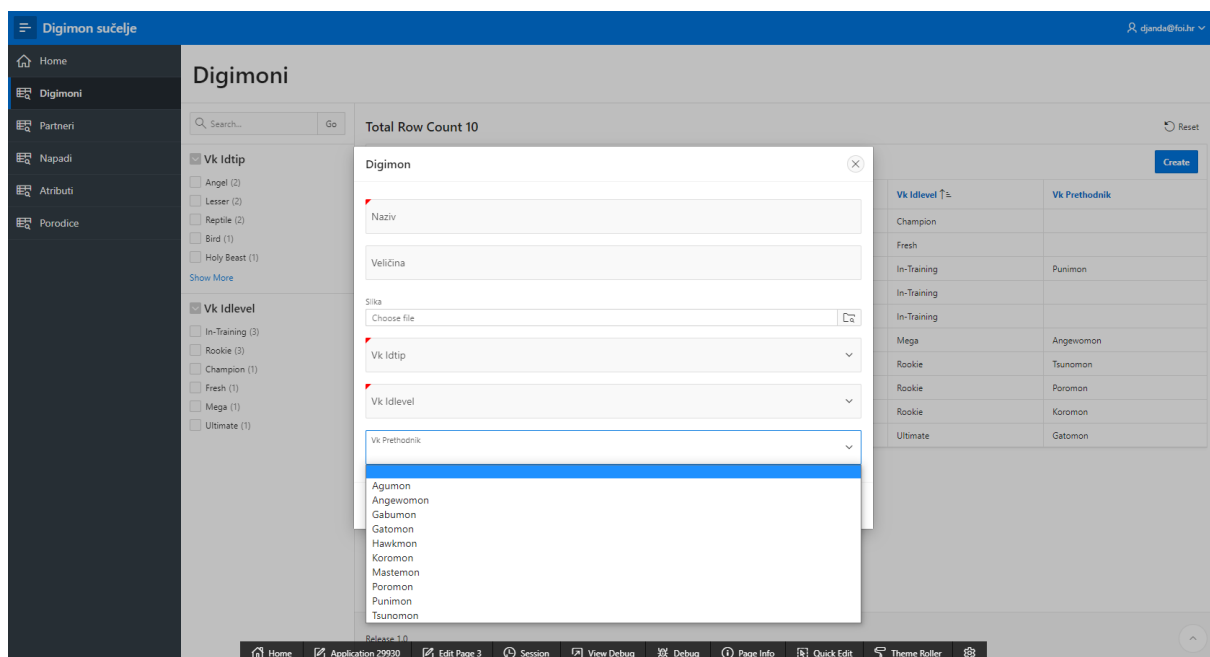 Digimon sučelje
djanda@foi.hr
Home
Digimoni
Partneri
Napadi
Atributi
Porodice
Digimoni
Search...
Go
Vk Idtip
Angel (2)
Lesser (2)
Reptile (2)
Bird (1)
Holy Beast (1)
Show More
Vk Idlevel
In-Training (3)
Rookie (3)
Champion (1)
Fresh (1)
Mega (1)
Ultimate (1)
Total Row Count 10
Reset
Create
Vk Idlevel
Vk Prethodnik
Champion
Fresh
In-Training
Punimon
In-Training
In-Training
Mega
Angewomon
Rookie
Tsunomon
Rookie
Poromon
Rookie
Koromon
Ultimate
Gatomon
Digimon
Naziv
Veličina
Slika
Choose file
Vk Idtip
Vk Idlevel
Vk Prethodnik
Agumon
Angewomon
Gabumon
Gatomon
Hawkmon
Koromon
Mastemon
Poromon
Punimon
Tsunomon
Release 1.0
Home
Application 29930
Edit Page 3
Session
View Debug
Debug
Page Info
Quick Edit
Theme Roller